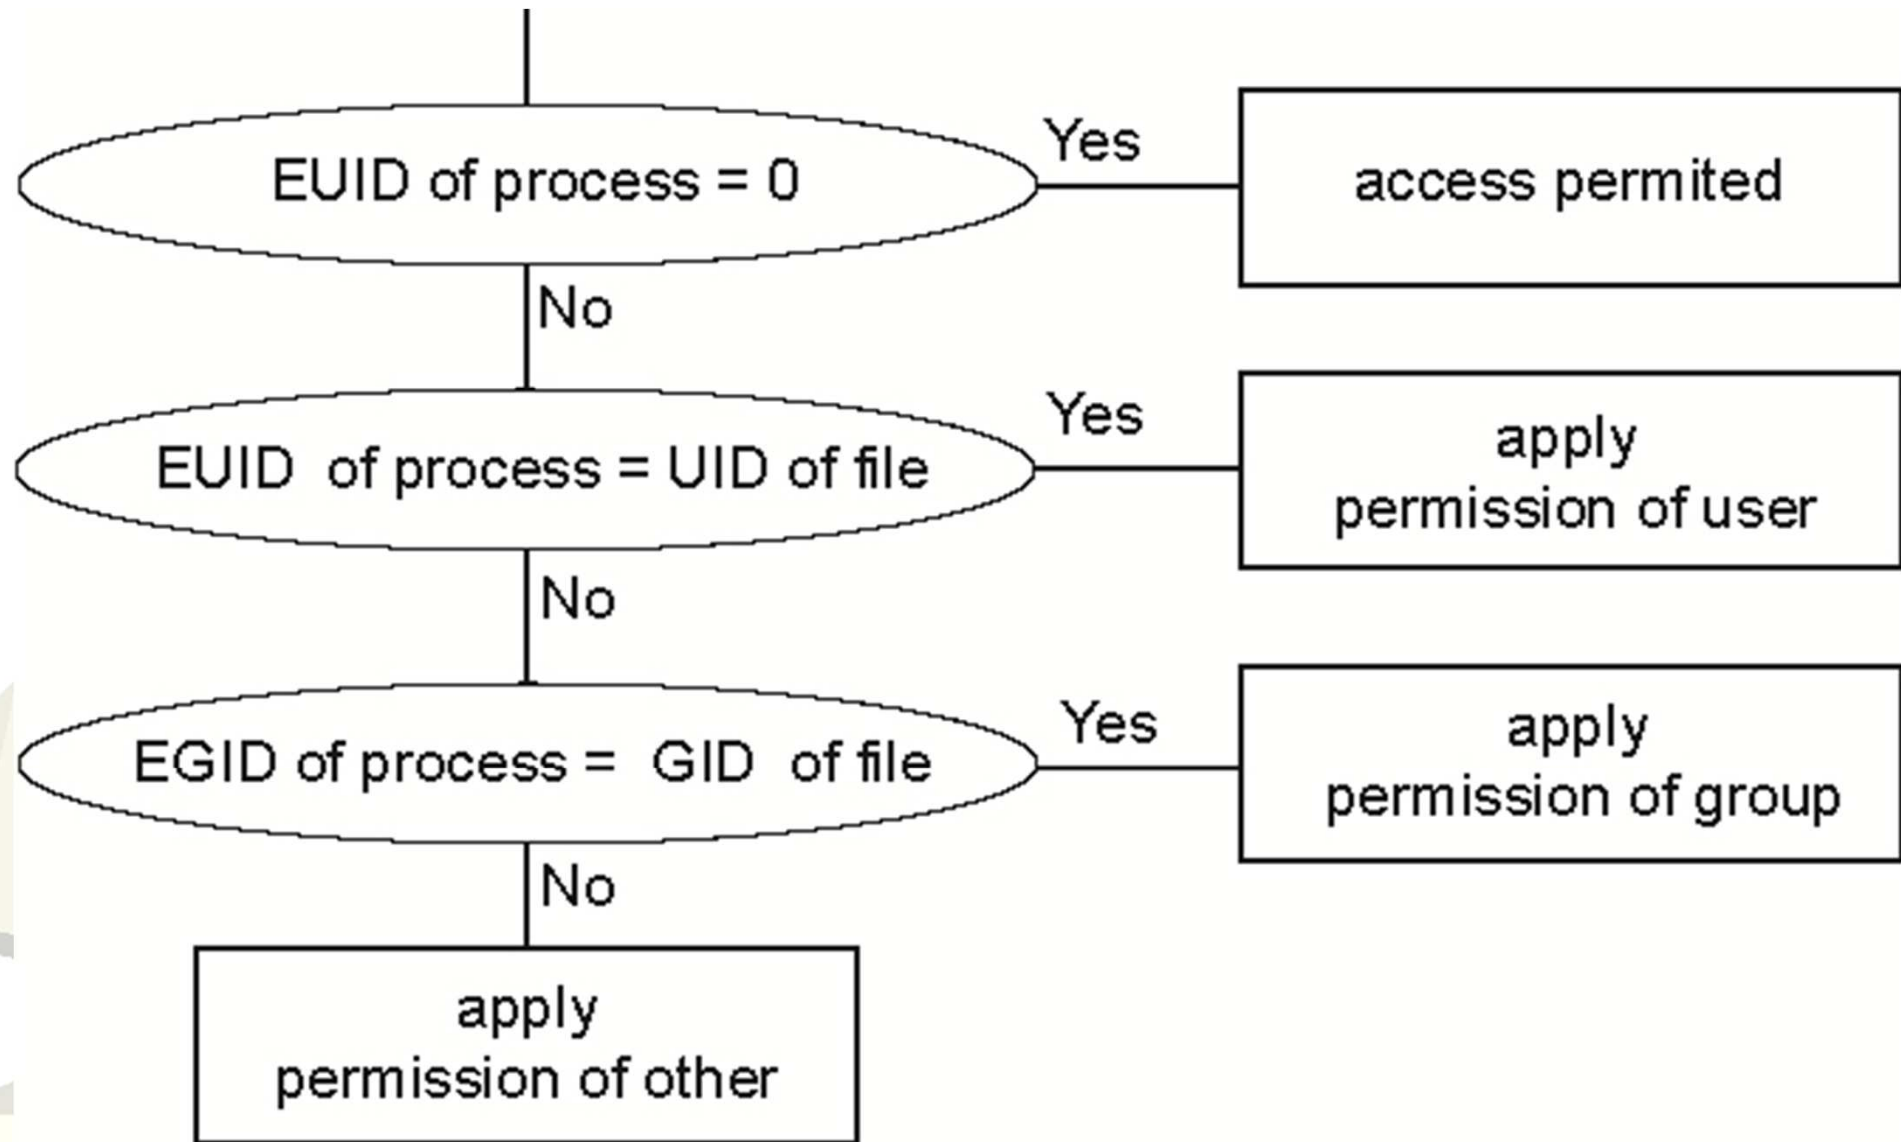 EUID of process = 0
Yes
access permited
No
EUID of process = UID of file
Yes
apply
permission of user
No
EGID of process = GID of file
Yes
apply
permission of group
No
apply
permission of other